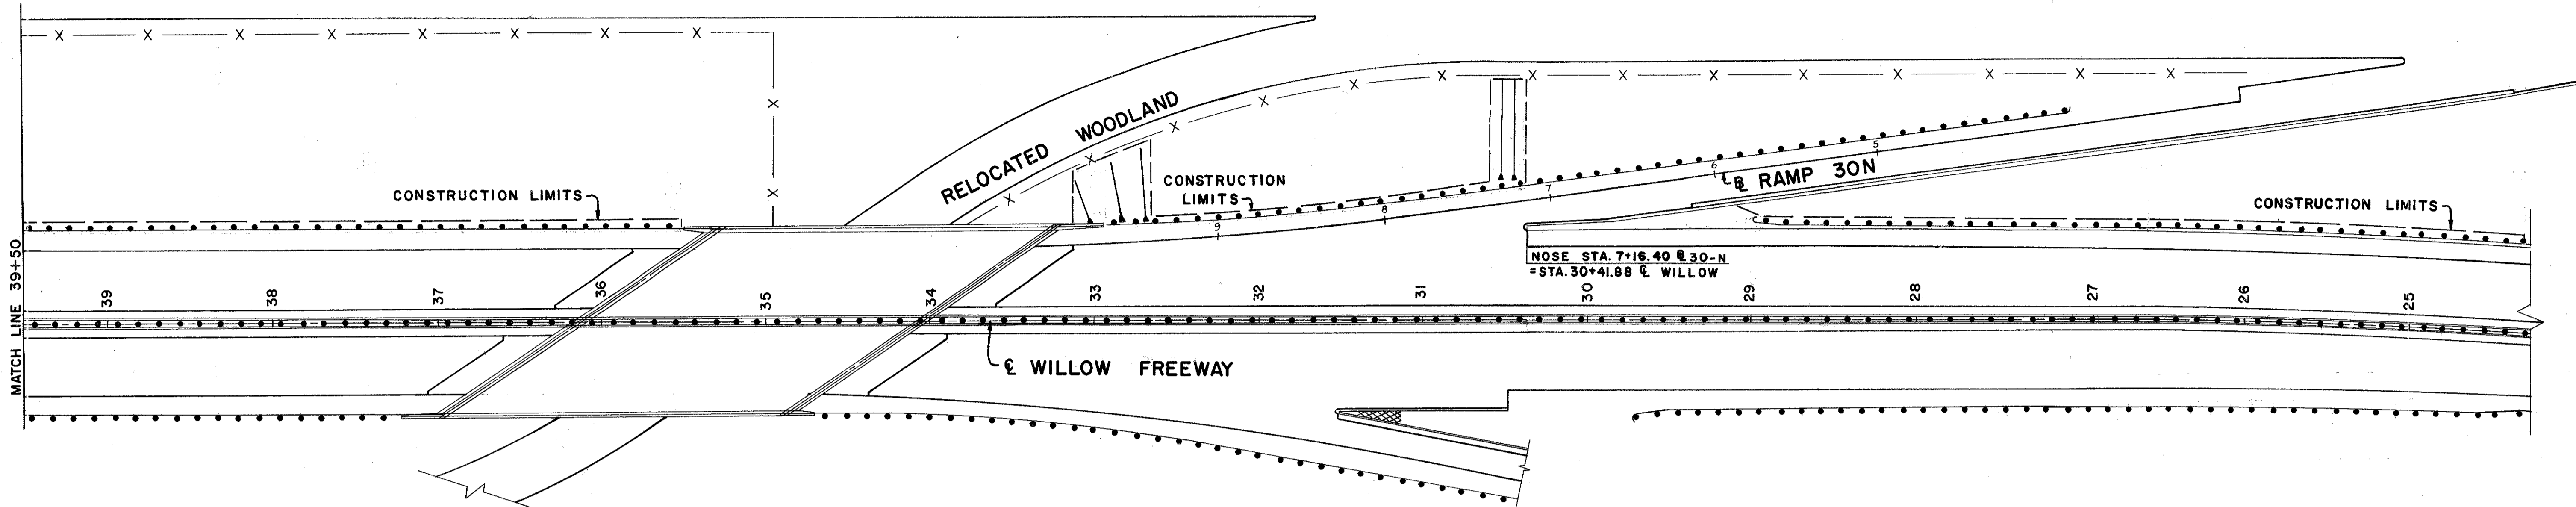 RELOCATED WOODLAND
CONSTRUCTION LIMITS
CONSTRUCTION
LIMITS
5
6
7
8
9
℄ RAMP 30N
CONSTRUCTION LIMITS
NOSE STA. 7+16.40 ℄ 30-N
=STA. 30+41.88 ℄ WILLOW
MATCH LINE 39+50
39
38
37
36
35
34
33
32
31
30
29
28
27
26
25
℄ WILLOW FREEWAY